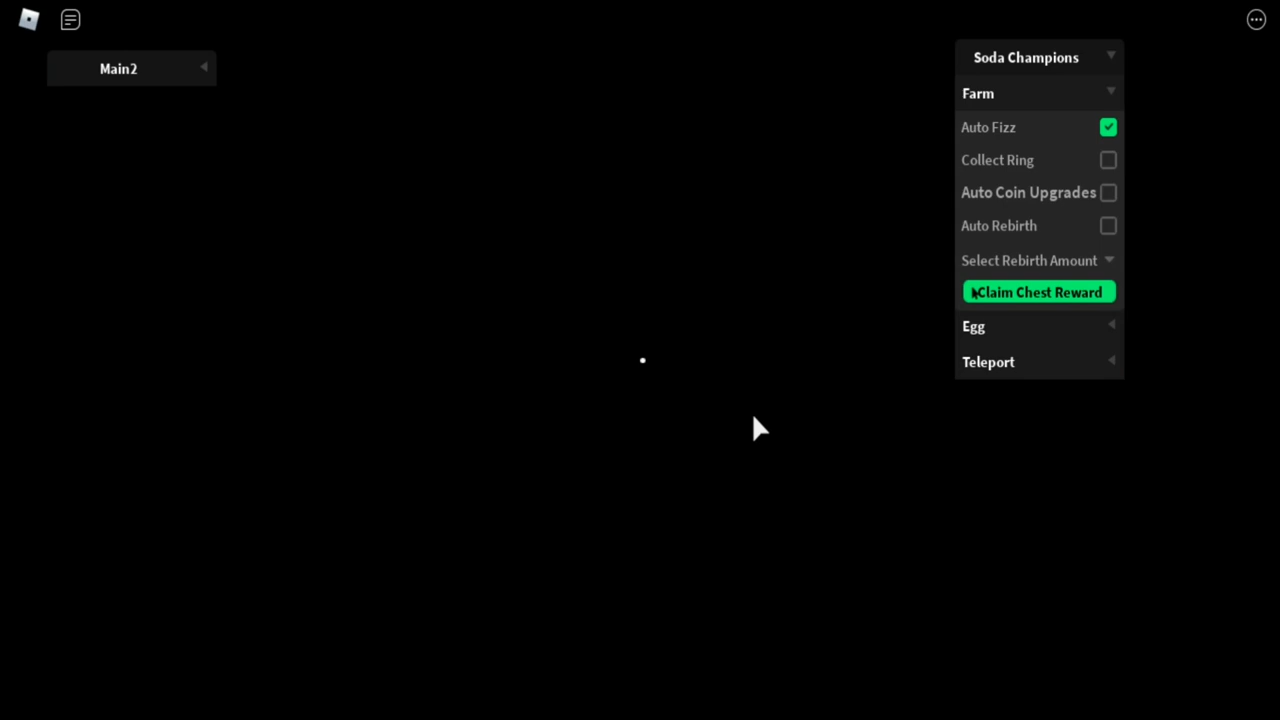 Main2
Soda Champions
Farm
Auto Fizz
Collect Ring
Auto Coin Upgrades
Auto Rebirth
Select Rebirth Amount
Claim Chest Reward
Egg
Teleport